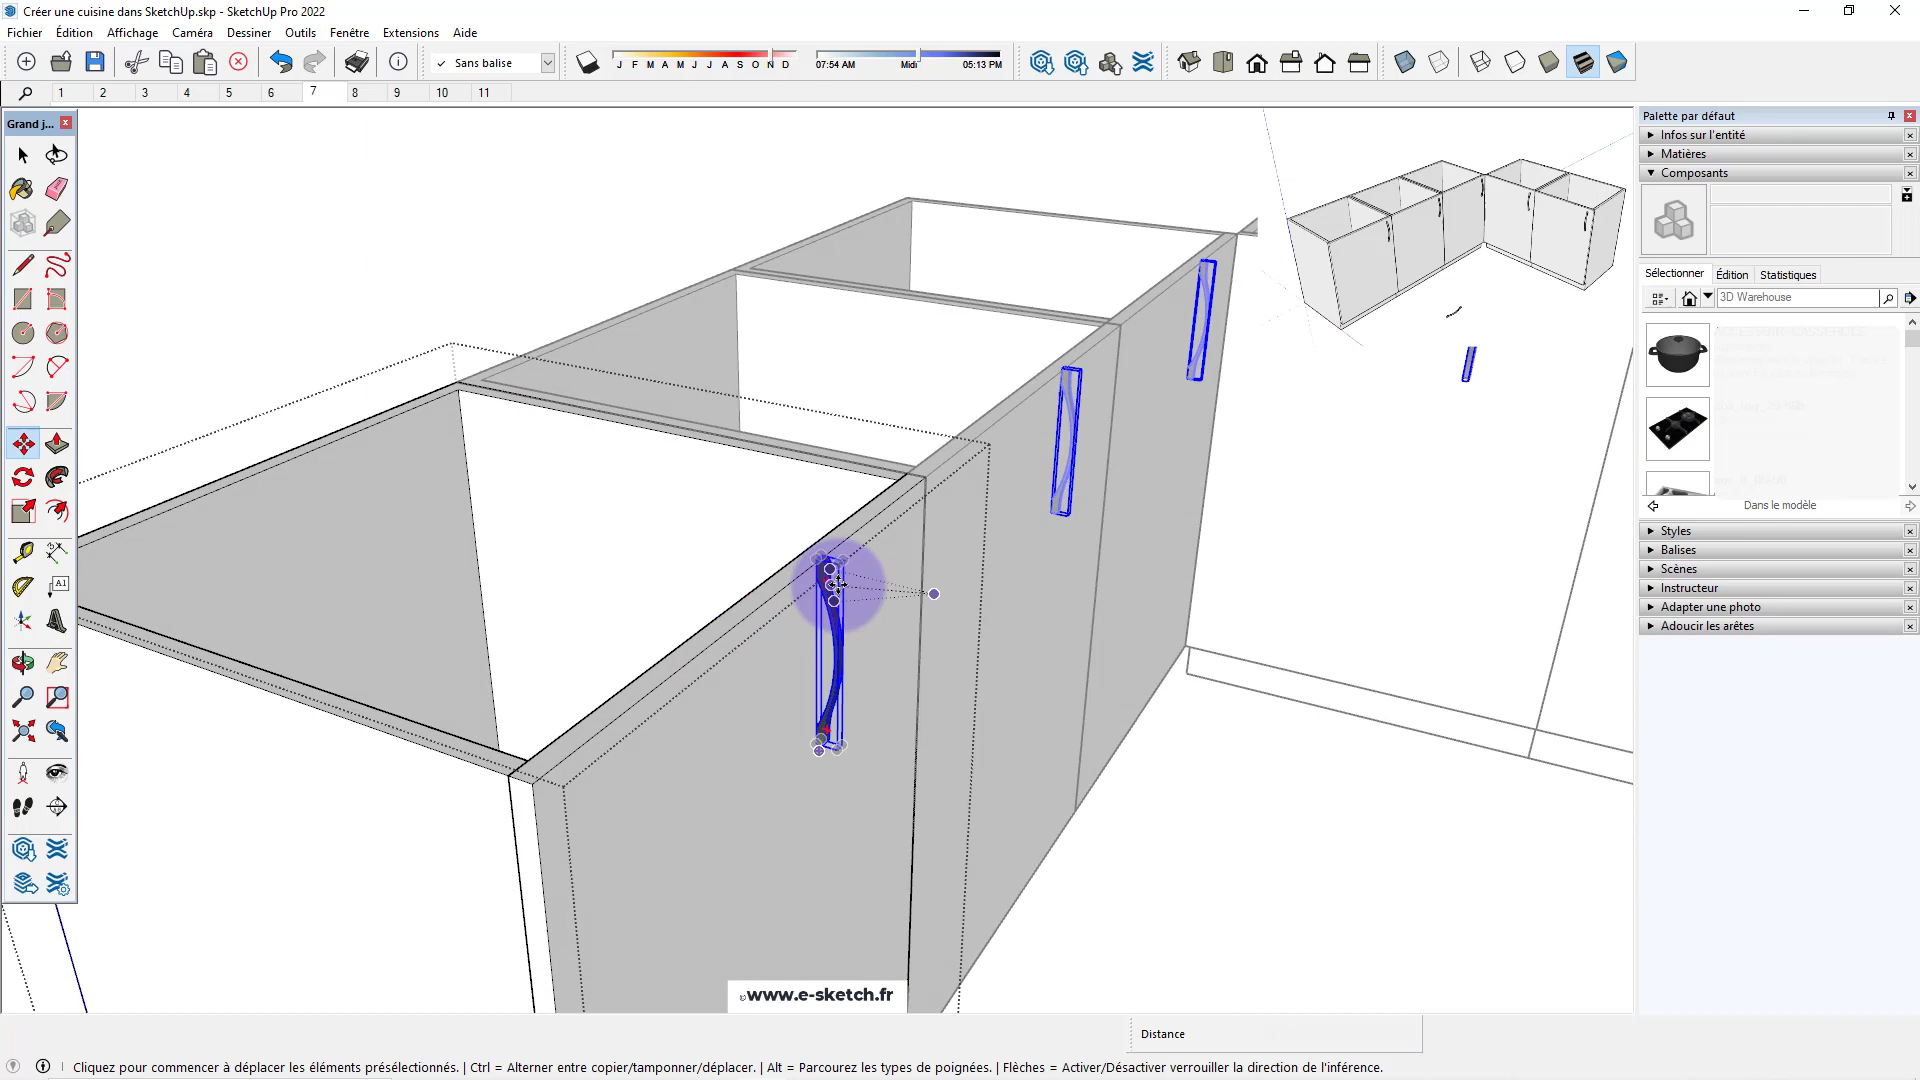 Créer une cuisine dans SketchUp.skp - SketchUp Pro 2022
Fichier Édition Affichage Caméra Dessiner Outils Fenêtre Extensions Aide
✓ Sans balise
J F M A M J J A S O N D
07:54 AM Midi 05:13 PM
1 2 3 4 5 6 7 8 9 10 11
Grand j...
Palette par défaut
Infos sur l'entité
Matières
Composants
Sélectionner Édition Statistiques
3D Warehouse
Dans le modèle
Styles
Balises
Scènes
Instructeur
Adapter une photo
Adoucir les arêtes
A1
©www.e-sketch.fr
Distance
Cliquez pour commencer à déplacer les éléments présélectionnés. | Ctrl = Alterner entre copier/tamponner/déplacer. | Alt = Parcourez les types de poignées. | Flèches = Activer/Désactiver verrouiller la direction de l'inférence.